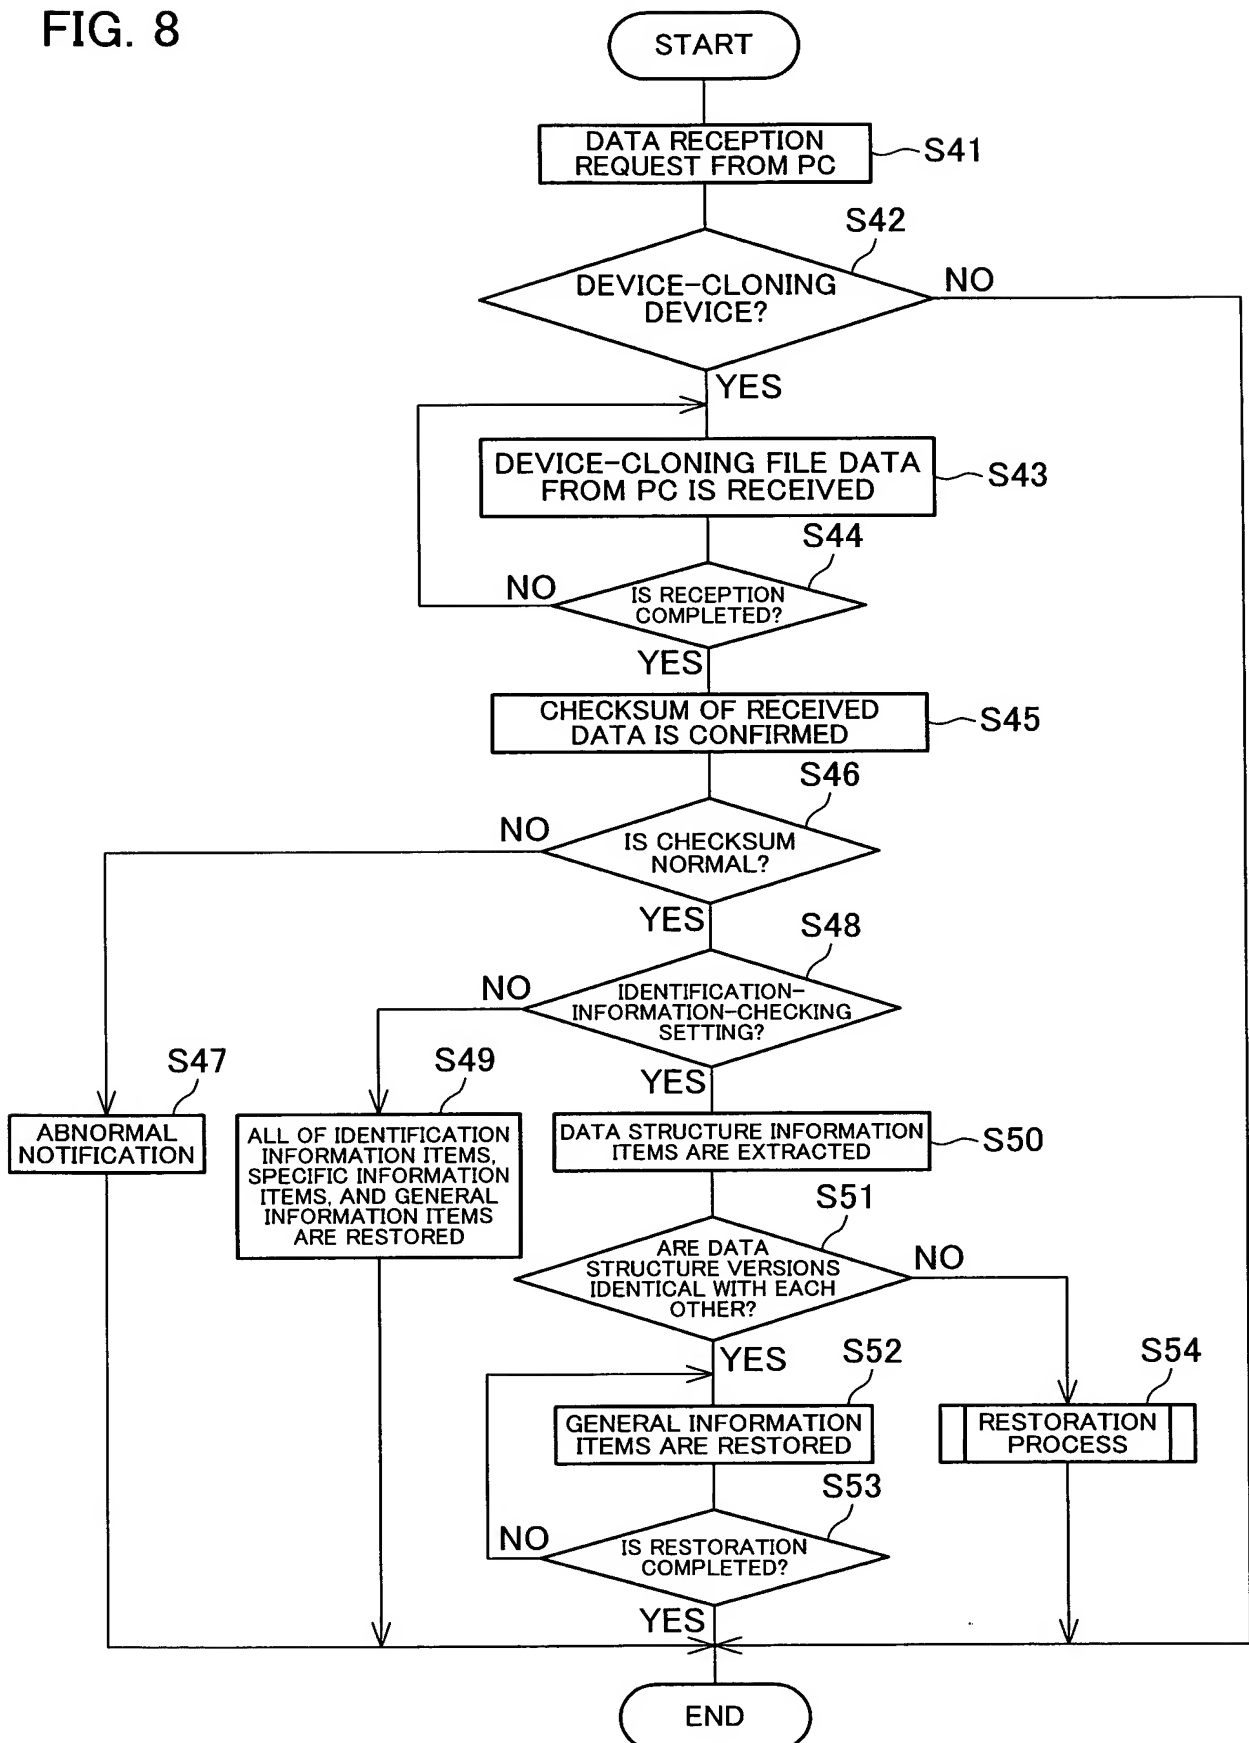 FIG. 8
START
DATA RECEPTION
REQUEST FROM PC
S41
S42
DEVICE-CLONING
DEVICE?
NO
YES
DEVICE-CLONING FILE DATA
FROM PC IS RECEIVED
S43
S44
NO
IS RECEPTION
COMPLETED?
YES
CHECKSUM OF RECEIVED
DATA IS CONFIRMED
S45
S46
NO
IS CHECKSUM
NORMAL?
YES
S48
NO
IDENTIFICATION-
INFORMATION-CHECKING
SETTING?
YES
S47
ABNORMAL
NOTIFICATION
S49
ALL OF IDENTIFICATION
INFORMATION ITEMS,
SPECIFIC INFORMATION
ITEMS, AND GENERAL
INFORMATION ITEMS
ARE RESTORED
DATA STRUCTURE INFORMATION
ITEMS ARE EXTRACTED
S50
S51
ARE DATA
STRUCTURE VERSIONS
IDENTICAL WITH EACH
OTHER?
NO
YES
S52
GENERAL INFORMATION
ITEMS ARE RESTORED
S54
RESTORATION
PROCESS
S53
NO
IS RESTORATION
COMPLETED?
YES
END